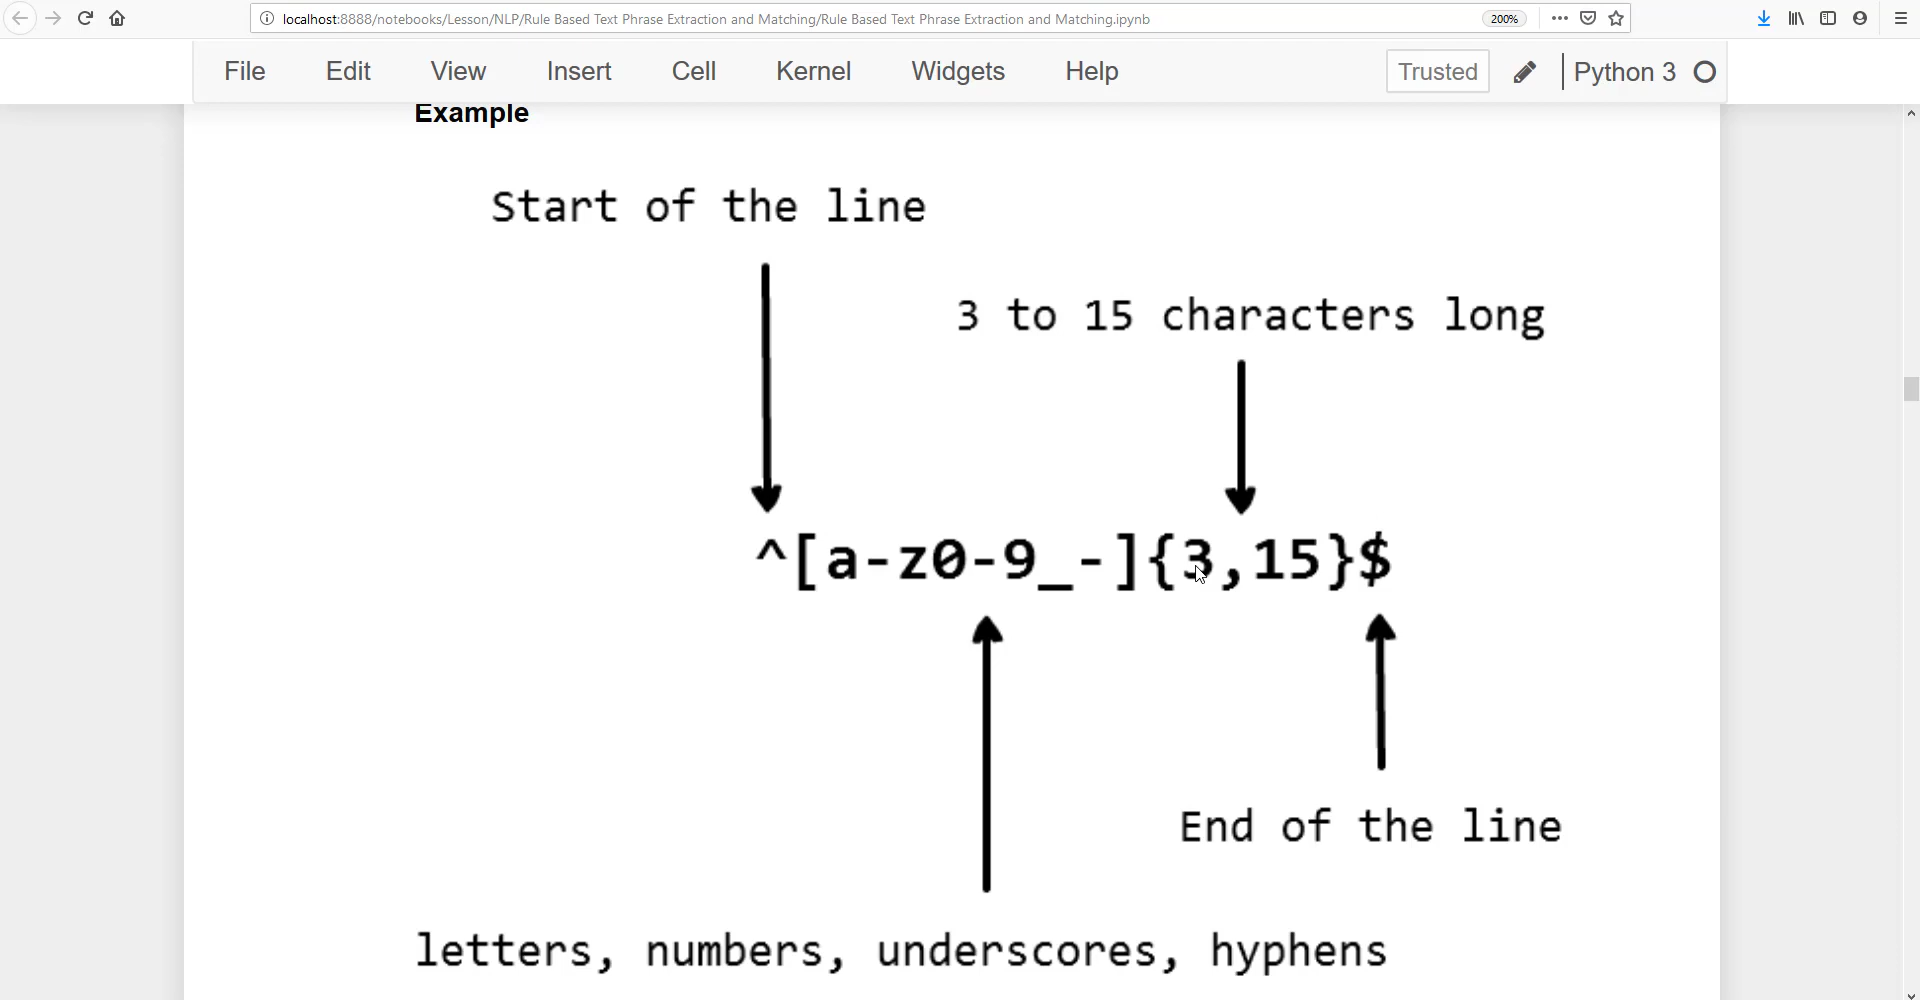 localhost:8888/notebooks/Lesson/NLP/Rule Based Text Phrase Extraction and Matching/Rule Based Text Phrase Extraction and Matching.ipynb 200%
File Edit View Insert Cell Kernel Widgets Help Trusted Python 3
Example
Start of the line
3 to 15 characters long
^[a-z0-9_-]{3,15}$
End of the line
letters, numbers, underscores, hyphens